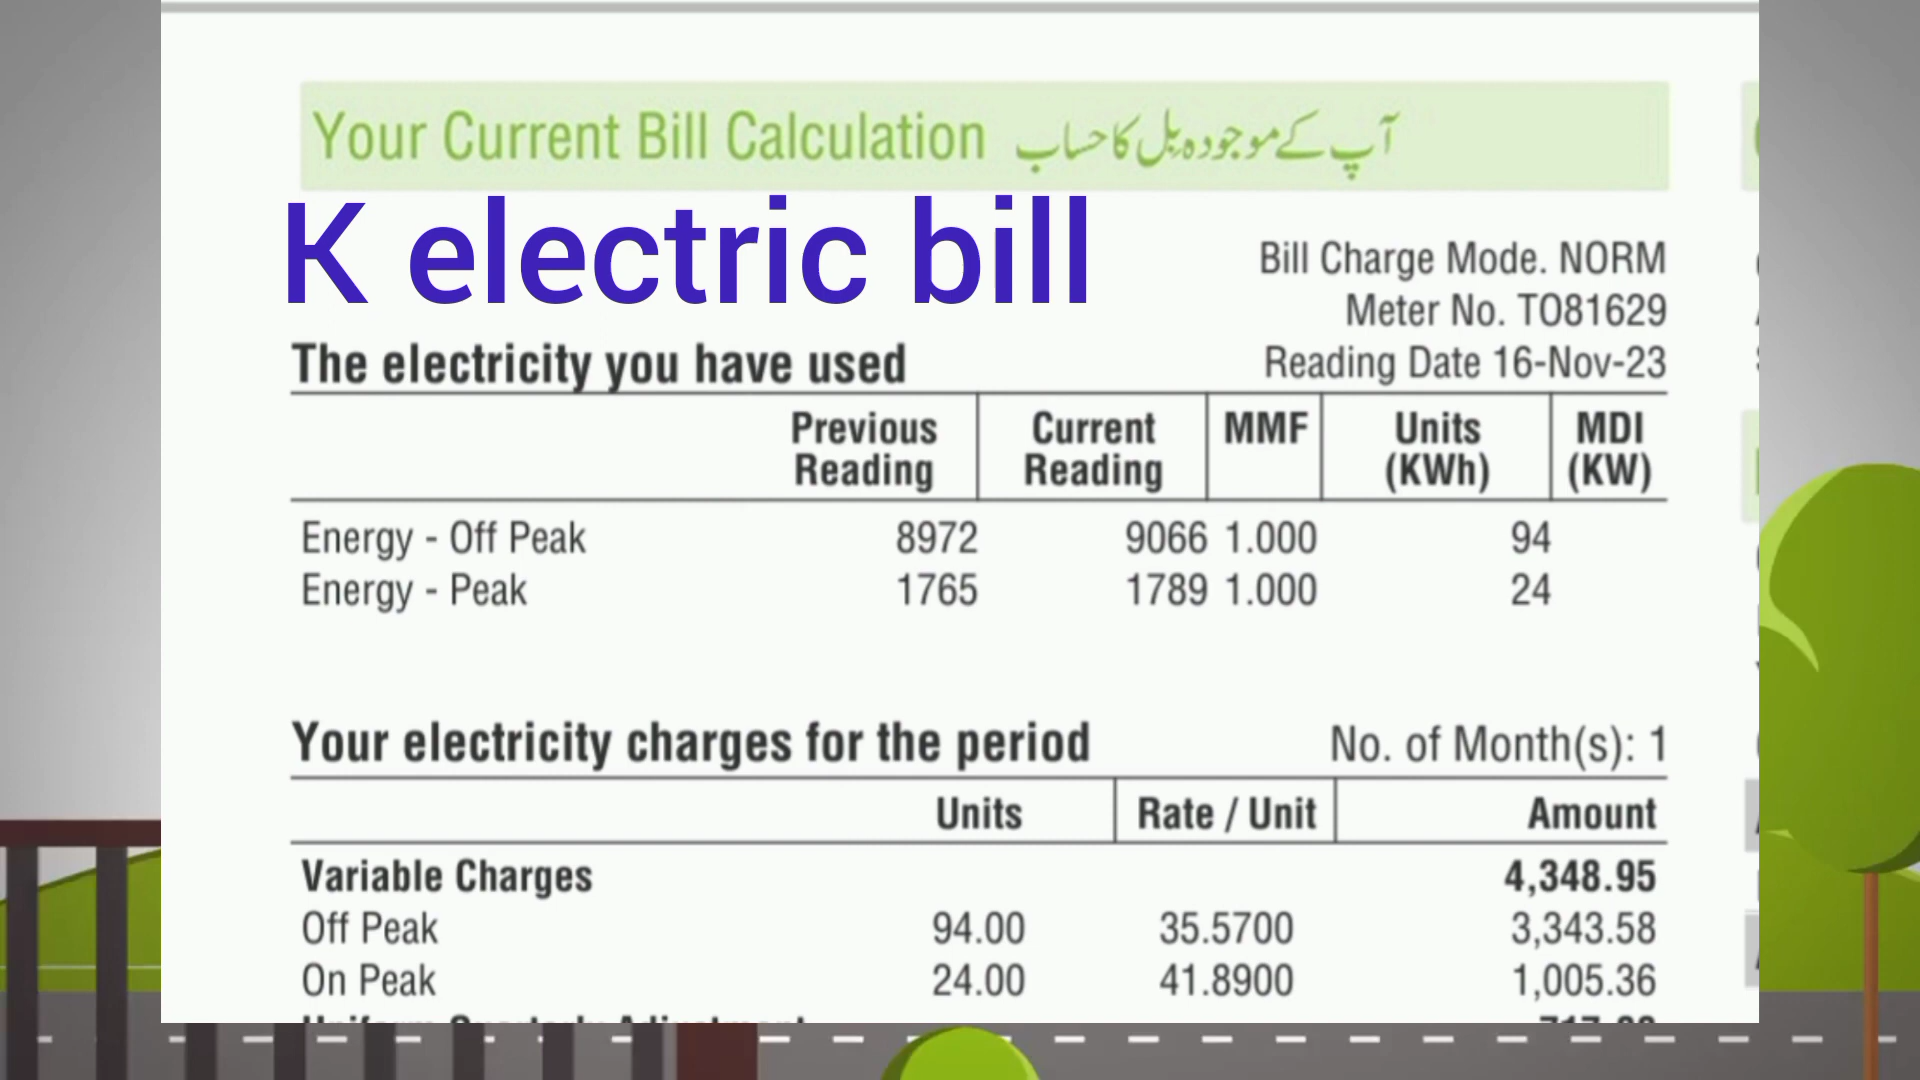 Your Current Bill Calculation آپ کے موجودہ بل کا حساب
K electric bill
Bill Charge Mode. NORM
Meter No. TO81629
The electricity you have used Reading Date 16-Nov-23
Previous Reading Current Reading MMF Units (KWh) MDI (KW)
Energy - Off Peak 8972 9066 1.000 94
Energy - Peak 1765 1789 1.000 24
Your electricity charges for the period No. of Month(s): 1
Units Rate / Unit Amount
Variable Charges 4,348.95
Off Peak 94.00 35.5700 3,343.58
On Peak 24.00 41.8900 1,005.36